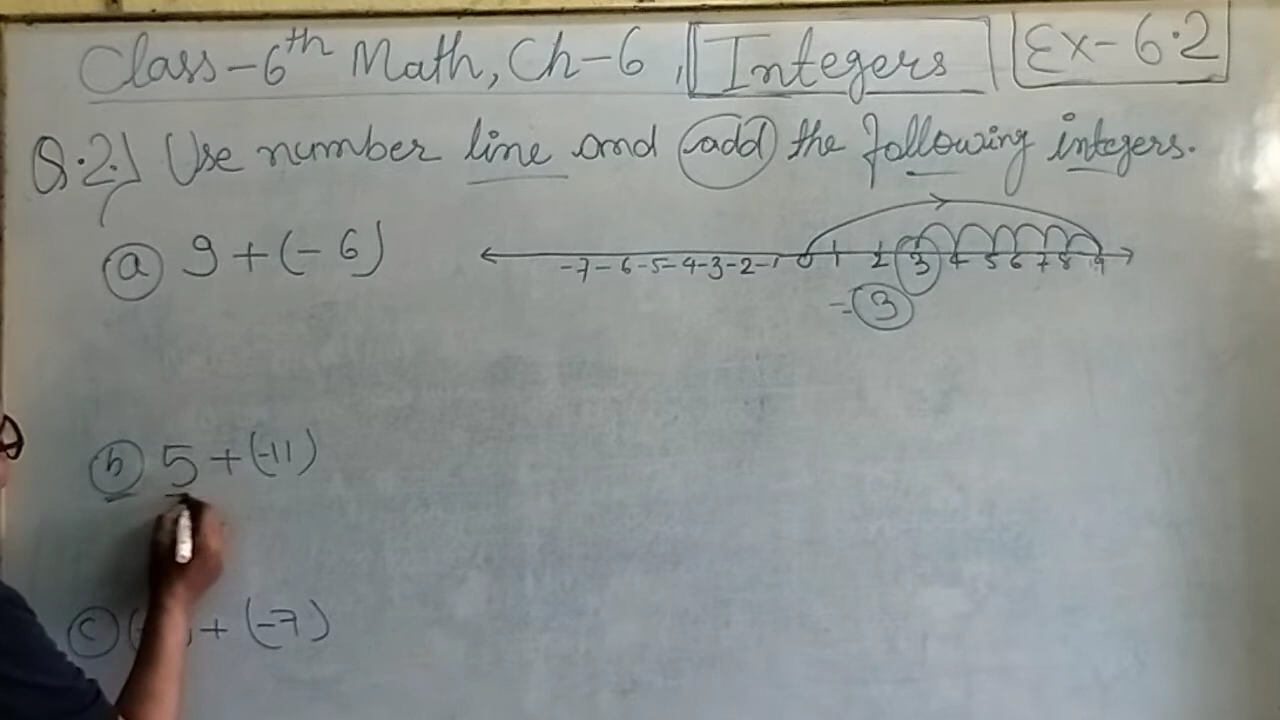 Class-6th Math, Ch-6, Integers Ex-6.2
Q.2.) Use number line and add the following integers.
(a) 9+(-6)
-7-6-5-4-3-2-1 0 1 2 3 4 5 6 7 8 9
=3
(b) 5+(-11)
(c) + (-7)